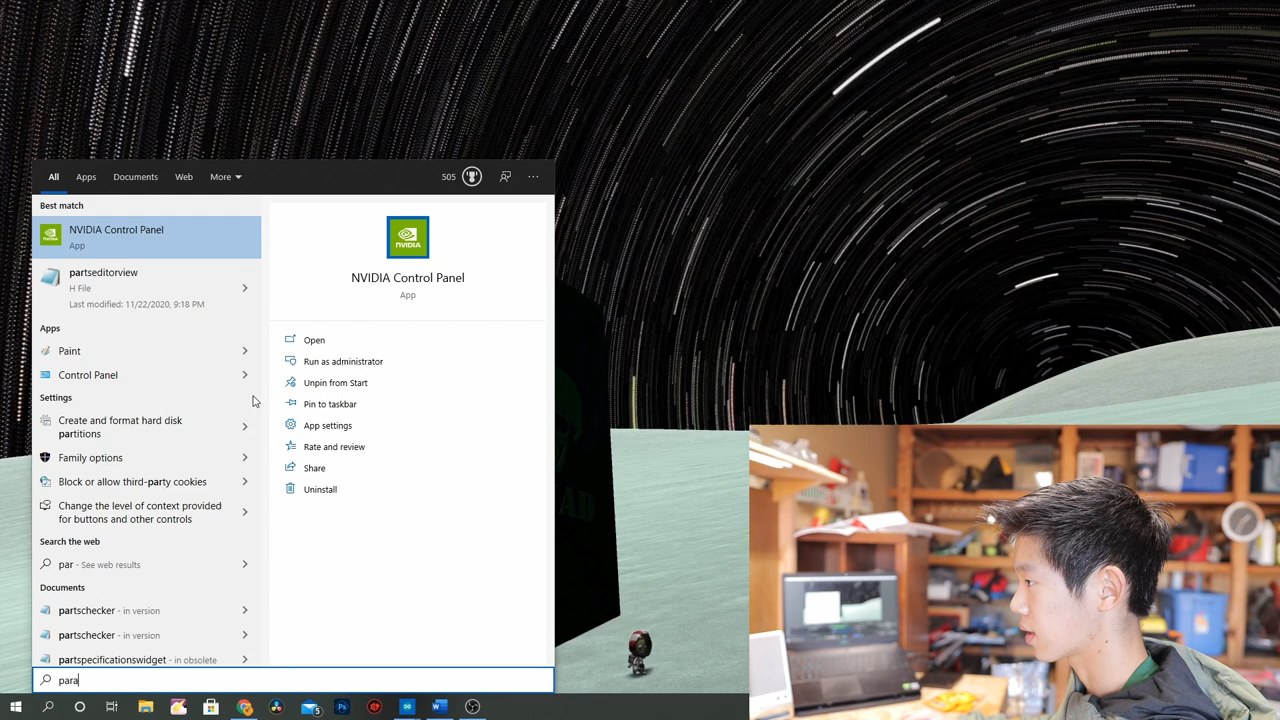 All
Apps
Documents
Web
More
505
Best match
NVIDIA Control Panel
App
partseditorview
H File
Last modified: 11/22/2020, 9:18 PM
Apps
Paint
Control Panel
Settings
Create and format hard disk
partitions
Family options
Block or allow third-party cookies
Change the level of context provided
for buttons and other controls
Search the web
par - See web results
Documents
partschecker - in version
partschecker - in version
partspecificationswidget - in obsolete
para
NVIDIA
NVIDIA Control Panel
App
Open
Run as administrator
Unpin from Start
Pin to taskbar
App settings
Rate and review
Share
Uninstall
AD
5
Ps
W